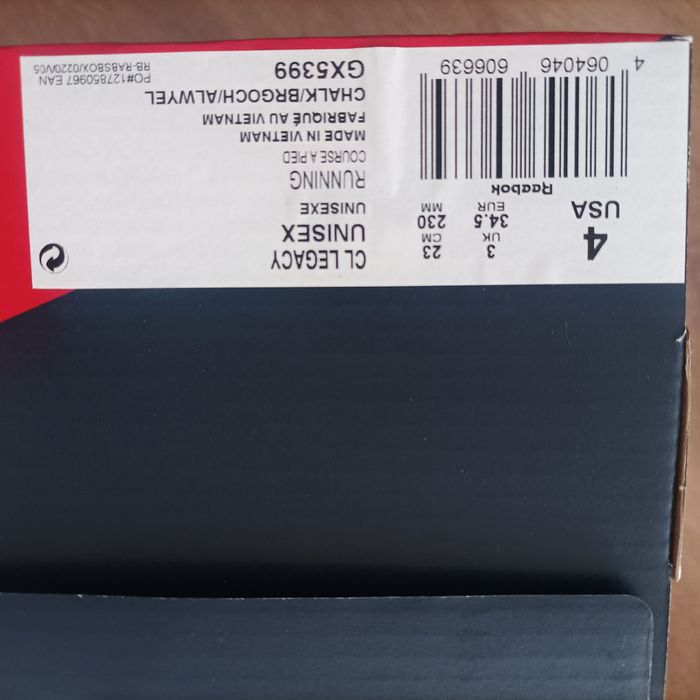 4
USA
3
UK
34.5
EUR
23
CM
230
MM
Reebok
4 064046 606639
CL LEGACY
UNISEX
UNISEXE
RUNNING
COURSE A PIED
MADE IN VIETNAM
FABRIQUÉ AU VIETNAM
CHALK/BRGOCH/ALWYEL
GX5399
PO#127850967 EAN
RB-RABSBOX/0220/V05